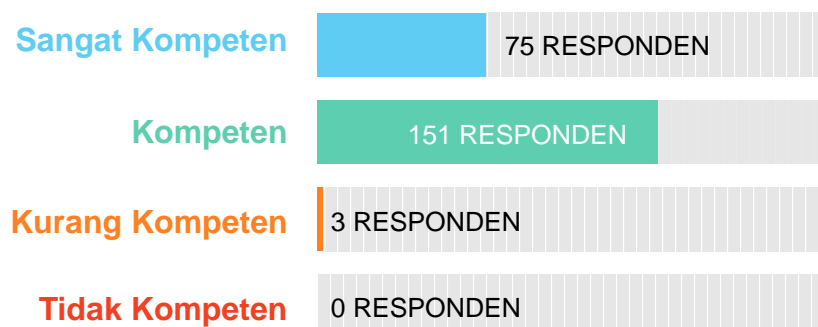 Sangat Kompeten
75 RESPONDEN
Kompeten
151 RESPONDEN
Kurang Kompeten
3 RESPONDEN
Tidak Kompeten
0 RESPONDEN